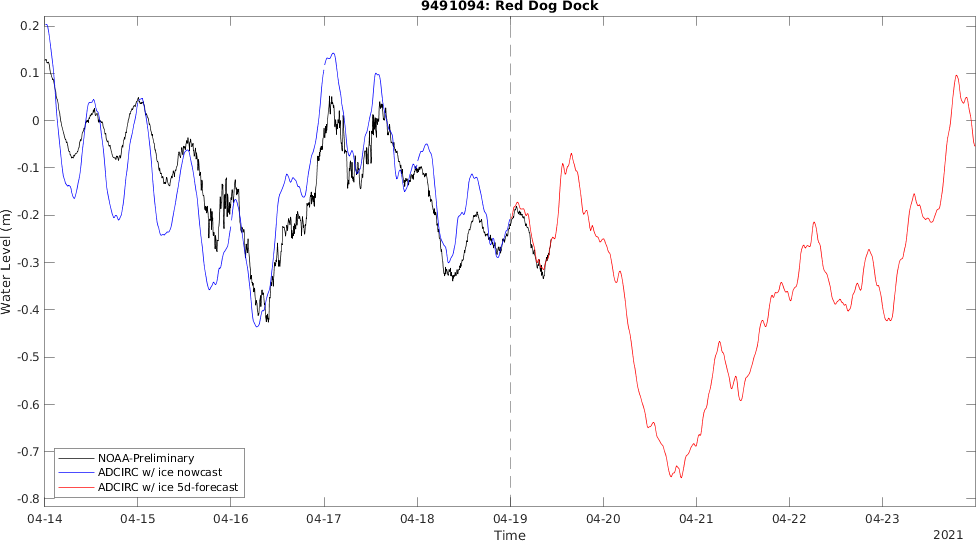 9491094: Red Dog Dock
0.2
0.1
0
-0.1
-0.2
-0.3
-0.4
-0.5
-0.6
-0.7
-0.8
Water Level (m)
NOAA-Preliminary
ADCIRC w/ ice nowcast
ADCIRC w/ ice 5d-forecast
04-14 04-15 04-16 04-17 04-18 04-19 04-20 04-21 04-22 04-23
Time
2021